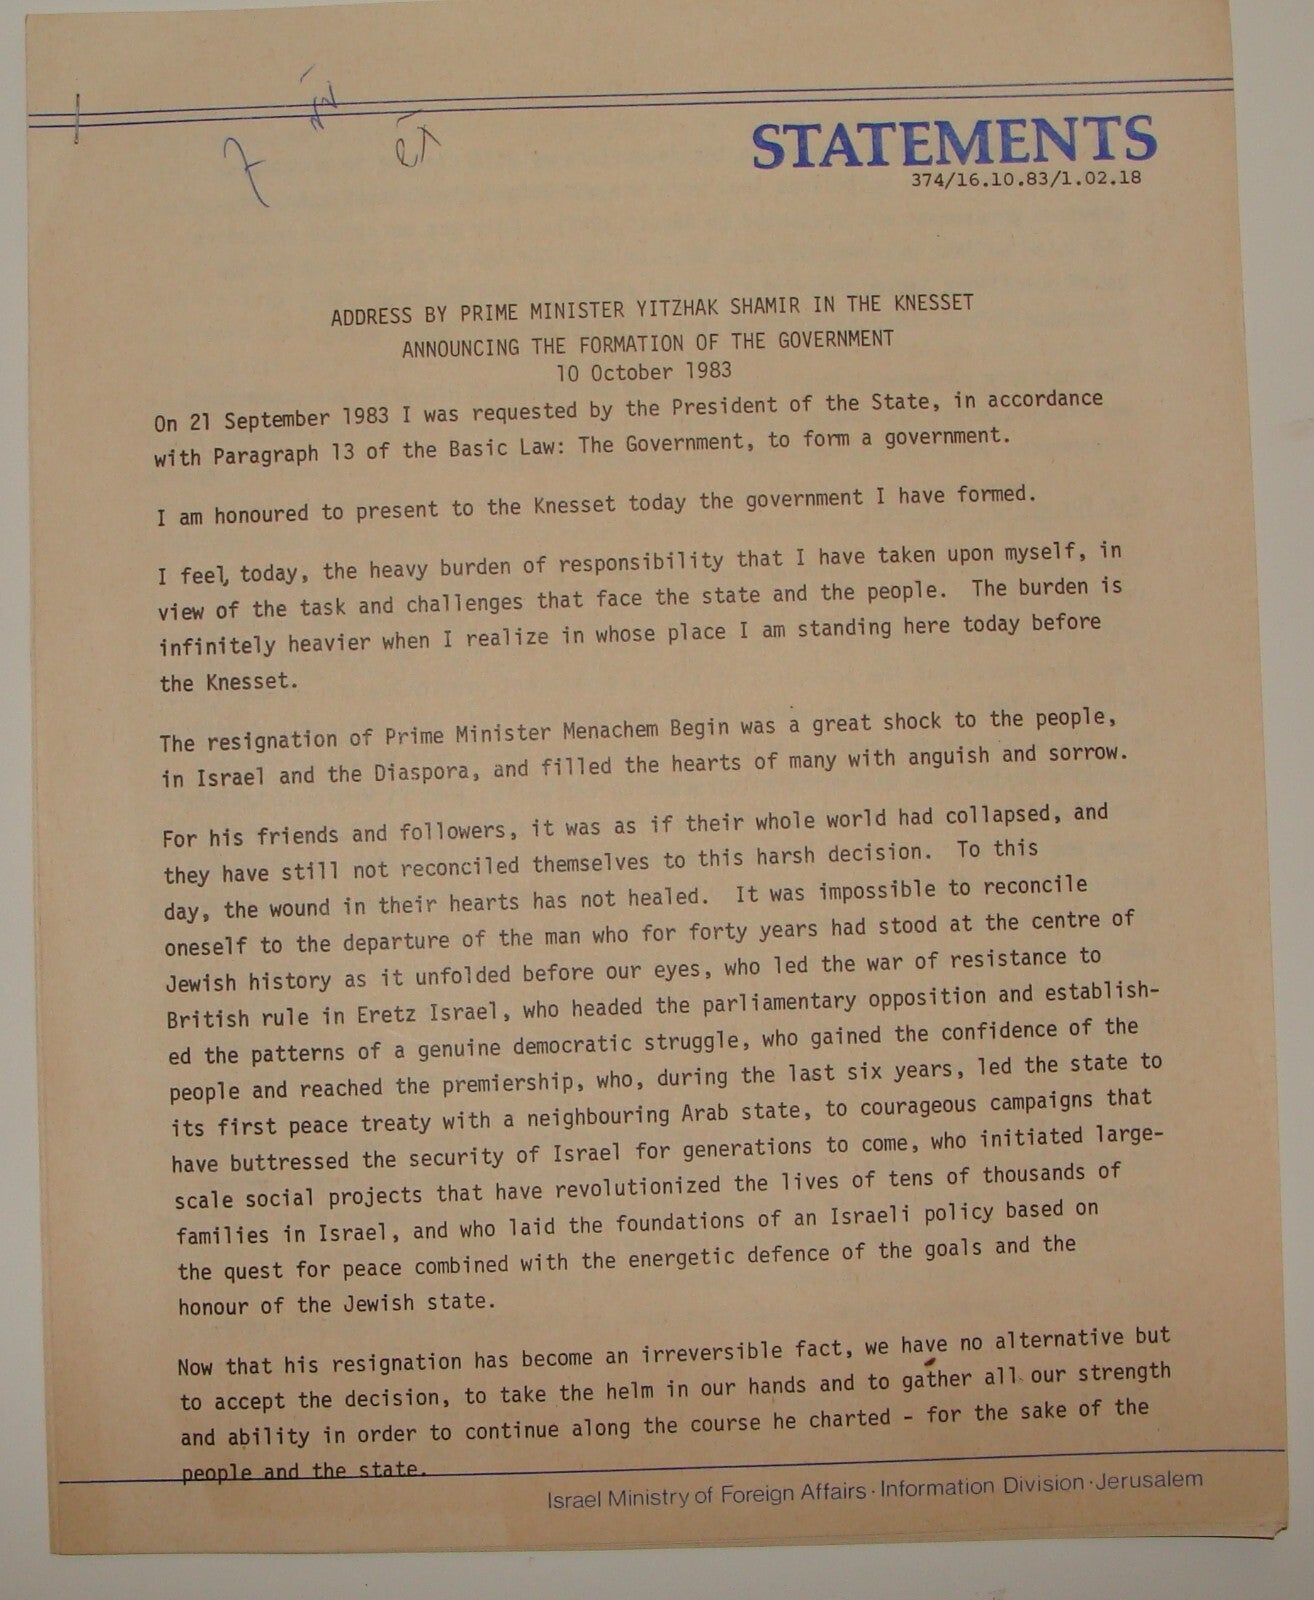 STATEMENTS
374/16.10.83/1.02.18
ADDRESS BY PRIME MINISTER YITZHAK SHAMIR IN THE KNESSET
ANNOUNCING THE FORMATION OF THE GOVERNMENT
10 October 1983
On 21 September 1983 I was requested by the President of the State, in accordance
with Paragraph 13 of the Basic Law: The Government, to form a government.
I am honoured to present to the Knesset today the government I have formed.
I feel, today, the heavy burden of responsibility that I have taken upon myself, in
view of the task and challenges that face the state and the people. The burden is
infinitely heavier when I realize in whose place I am standing here today before
the Knesset.
The resignation of Prime Minister Menachem Begin was a great shock to the people,
in Israel and the Diaspora, and filled the hearts of many with anguish and sorrow.
For his friends and followers, it was as if their whole world had collapsed, and
they have still not reconciled themselves to this harsh decision. To this
day, the wound in their hearts has not healed. It was impossible to reconcile
oneself to the departure of the man who for forty years had stood at the centre of
Jewish history as it unfolded before our eyes, who led the war of resistance to
British rule in Eretz Israel, who headed the parliamentary opposition and establish-
ed the patterns of a genuine democratic struggle, who gained the confidence of the
people and reached the premiership, who, during the last six years, led the state to
its first peace treaty with a neighbouring Arab state, to courageous campaigns that
have buttressed the security of Israel for generations to come, who initiated large-
scale social projects that have revolutionized the lives of tens of thousands of
families in Israel, and who laid the foundations of an Israeli policy based on
the quest for peace combined with the energetic defence of the goals and the
honour of the Jewish state.
Now that his resignation has become an irreversible fact, we have no alternative but
to accept the decision, to take the helm in our hands and to gather all our strength
and ability in order to continue along the course he charted - for the sake of the
people and the state.
Israel Ministry of Foreign Affairs · Information Division · Jerusalem